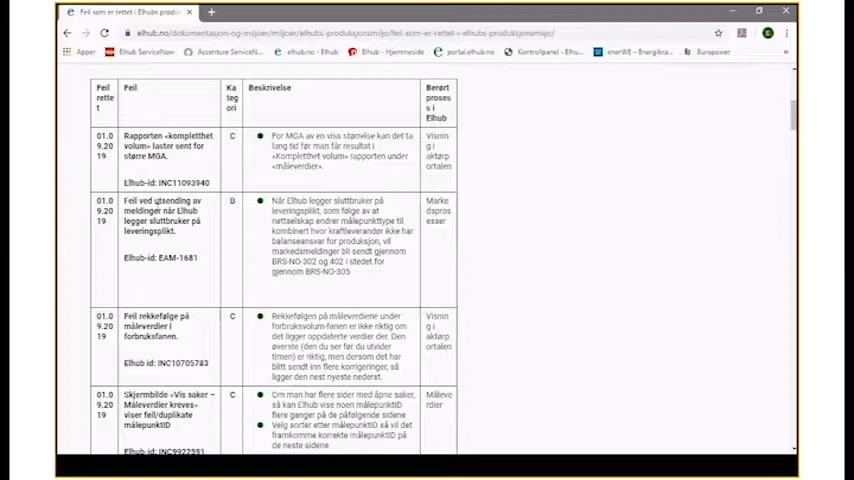 Feil som er rettet i Elhubs produksj
elhub.no/dokumentasjon-og-miljoer/miljoer/elhubs-produksjonsmiljo/feil-som-er-rettet-i-elhubs-produksjonsmiljo/
Apper
Elhub ServiceNow
Accenture ServiceN...
elhub.no - Elhub
Elhub - Hjemmeside
portal.elhub.no
Kontrollpanel - Elhu...
enerWE – Energibra...
Europower
Feil
rette
t
Feil
Ka
teg
ori
Beskrivelse
Berørt
proses
s i
Elhub
01.0
9.20
19
Rapporten «kompletthet
volum» laster sent for
større MGA.
Elhub-id: INC11093940
C
For MGA av en viss størrelse kan det ta
lang tid før man får resultat i
«Kompletthet volum» rapporten under
«måleverdier».
Visnin
g i
aktørp
ortalen
01.0
9.20
19
Feil ved utsending av
meldinger når Elhub
legger sluttbruker på
leveringsplikt.
Elhub-id: EAM-1681
B
Når Elhub legger sluttbruker på
leveringsplikt, som følge av at
nettselskap endrer målepunkttype til
kombinert hvor kraftleverandør ikke har
balanseansvar for produksjon, vil
markedsmeldinger bli sendt gjennom
BRS-NO-302 og 402 i stedet for
gjennom BRS-NO-305
Marke
dspros
esser
01.0
9.20
19
Feil rekkefølge på
måleverdier i
forbruksfanen.
Elhub id: INC10705783
C
Rekkefølgen på måleverdiene under
forbruksvolum-fanen er ikke riktig om
det ligger oppdaterte verdier der. Den
øverste (den du ser før du utvider
timen) er riktig, men dersom det har
blitt sendt inn flere korrigeringer, så
ligger den nest nyeste nederst.
Visnin
g i
aktørp
ortalen
01.0
9.20
19
Skjermbilde «Vis saker –
Måleverdier kreves»
viser feil/duplikate
målepunktID
Elhub-id: INC9922591
C
Om man har flere sider med åpne saker,
så kan Elhub vise noen målepunktID
flere ganger på de påfølgende sidene
Velg sorter etter målepunktID så vil det
framkomme korrekte målepunktID på
de neste sidene
Måleve
rdier